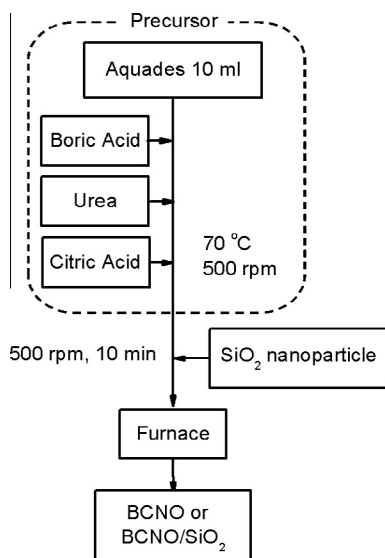 Precursor
Aquades 10 ml
Boric Acid
Urea
Citric Acid
70 °C
500 rpm
500 rpm, 10 min
SiO₂ nanoparticle
Furnace
BCNO or
BCNO/SiO₂